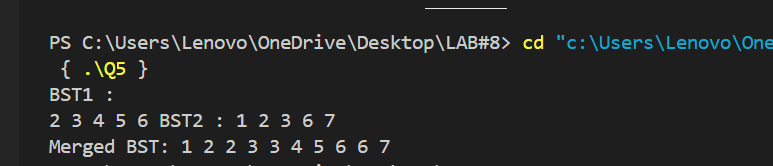 PS C:\Users\Lenovo\OneDrive\Desktop\LAB#8> cd "c:\Users\Lenovo\One
{ .\Q5 }
BST1 :
2 3 4 5 6 BST2 : 1 2 3 6 7
Merged BST: 1 2 2 3 3 4 5 6 6 7